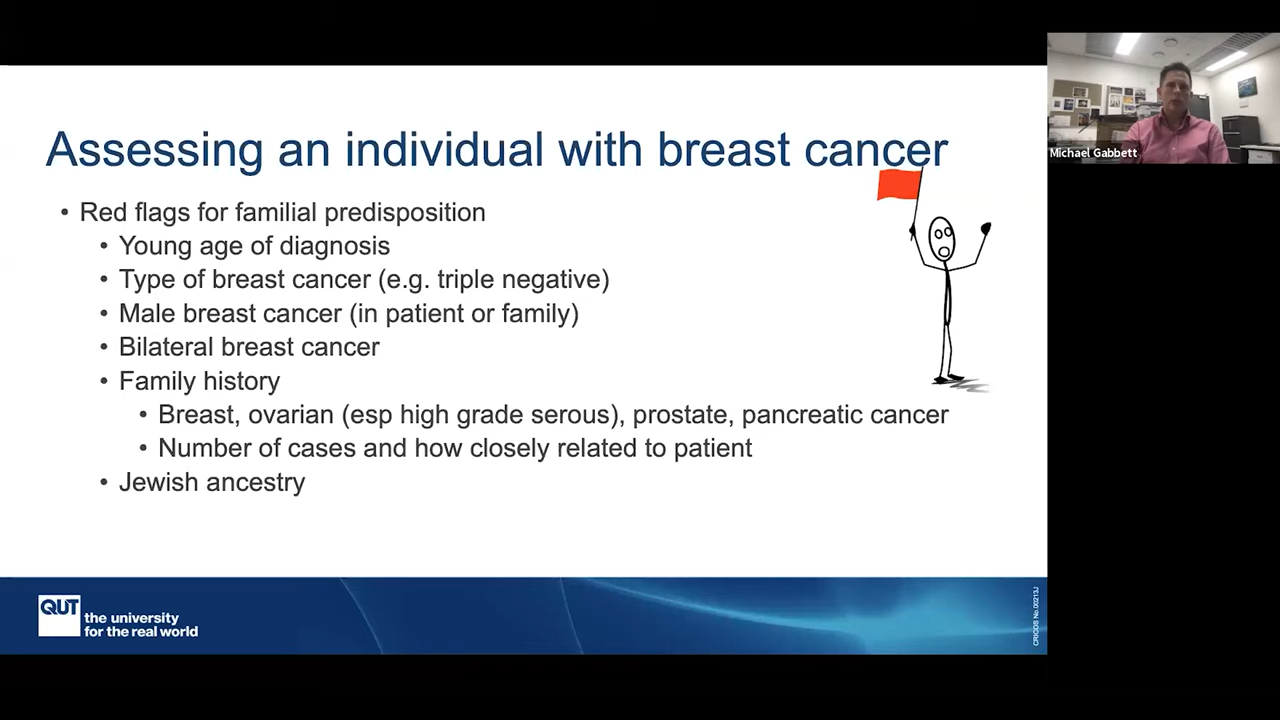 Assessing an individual with breast cancer
• Red flags for familial predisposition
• Young age of diagnosis
• Type of breast cancer (e.g. triple negative)
• Male breast cancer (in patient or family)
• Bilateral breast cancer
• Family history
• Breast, ovarian (esp high grade serous), prostate, pancreatic cancer
• Number of cases and how closely related to patient
• Jewish ancestry
Michael Gabbett
QUT
the university
for the real world
CRICOS No.00213J